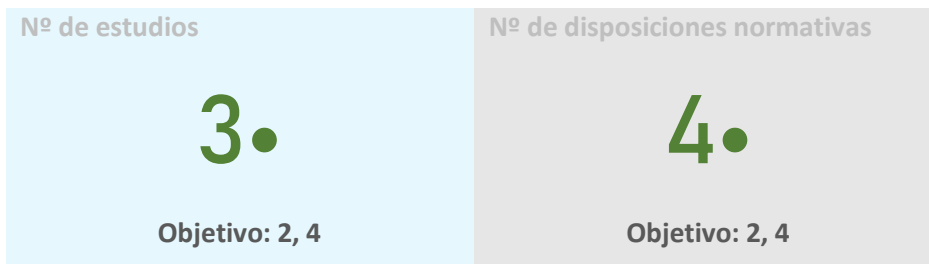 Nº de estudios
3•
Objetivo: 2, 4
Nº de disposiciones normativas
4•
Objetivo: 2, 4